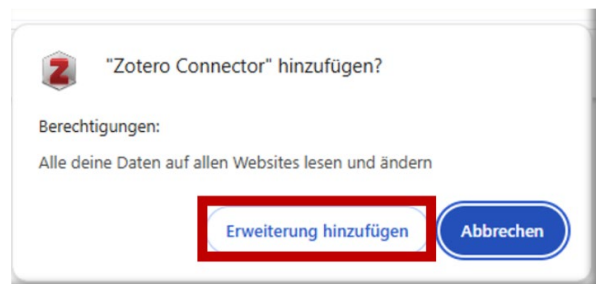 Z
"Zotero Connector" hinzufügen?
Berechtigungen:
Alle deine Daten auf allen Websites lesen und ändern
Erweiterung hinzufügen
Abbrechen